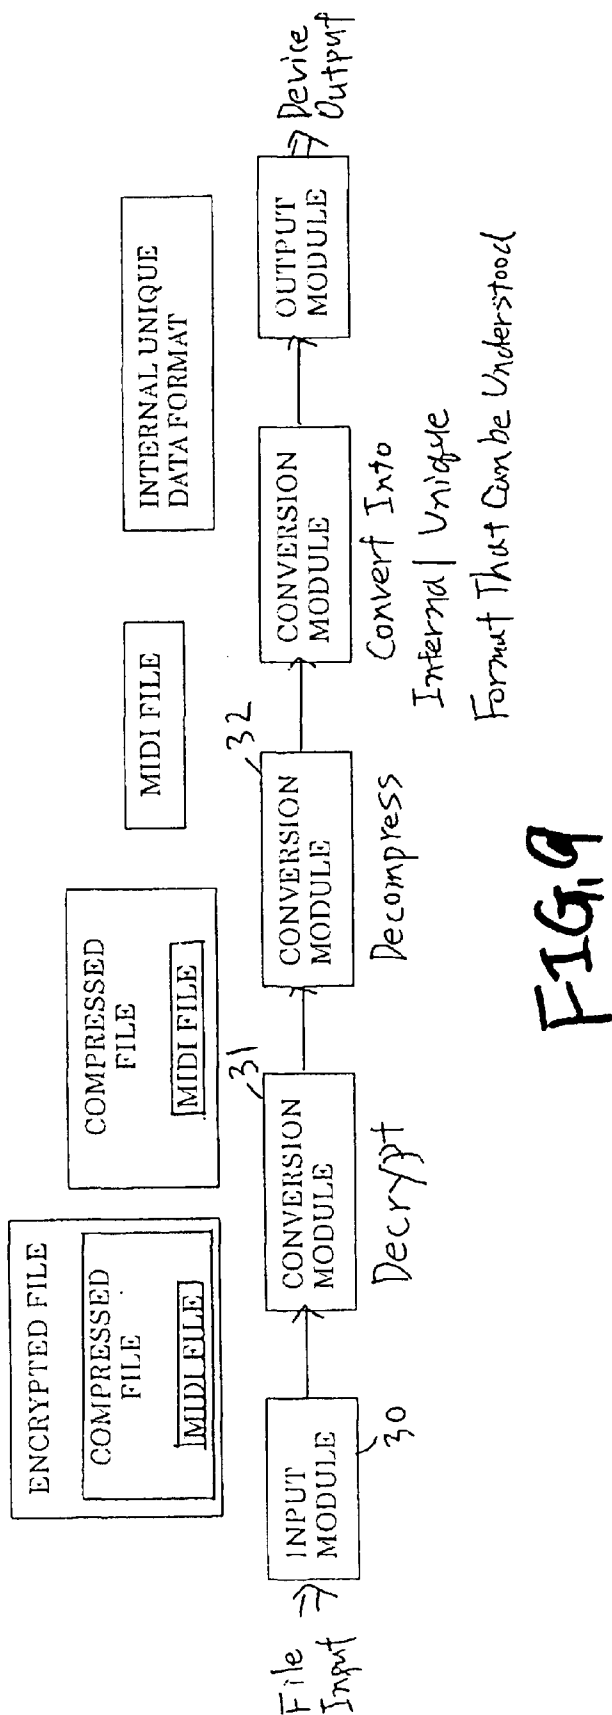 ENCRYPTED FILE
COMPRESSED
FILE
MIDI FILE
COMPRESSED
FILE
MIDI FILE
MIDI FILE
INTERNAL UNIQUE
DATA FORMAT
File
Input
INPUT
MODULE
30
CONVERSION
MODULE
31
Decrypt
CONVERSION
MODULE
32
Decompress
CONVERSION
MODULE
Convert Into
Internal Unique
Format That Can be Understood
OUTPUT
MODULE
Device
Output
FIG. 9